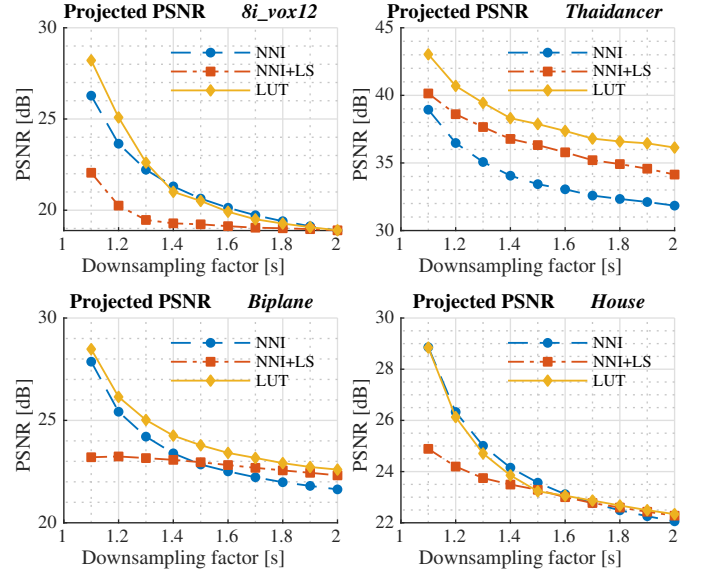 Projected PSNR 8i_vox12
PSNR [dB]
30
20
NNI
NNI+LS
LUT
1
1.2
1.4
1.6
1.8
2
Downsampling factor [s]
Projected PSNR Thaidancer
PSNR [dB]
45
40
35
30
NNI
NNI+LS
LUT
1
1.2
1.4
1.6
1.8
2
Downsampling factor [s]
Projected PSNR Biplane
PSNR [dB]
30
25
20
NNI
NNI+LS
LUT
1
1.2
1.4
1.6
1.8
2
Downsampling factor [s]
Projected PSNR House
PSNR [dB]
30
28
26
24
22
NNI
NNI+LS
LUT
1
1.2
1.4
1.6
1.8
2
Downsampling factor [s]